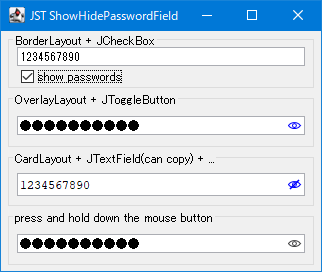 JST ShowHidePasswordField
BorderLayout + JCheckBox
1234567890
show passwords
OverlayLayout + JToggleButton
●●●●●●●●●●
CardLayout + JTextField(can copy) + ...
1234567890
press and hold down the mouse button
●●●●●●●●●●